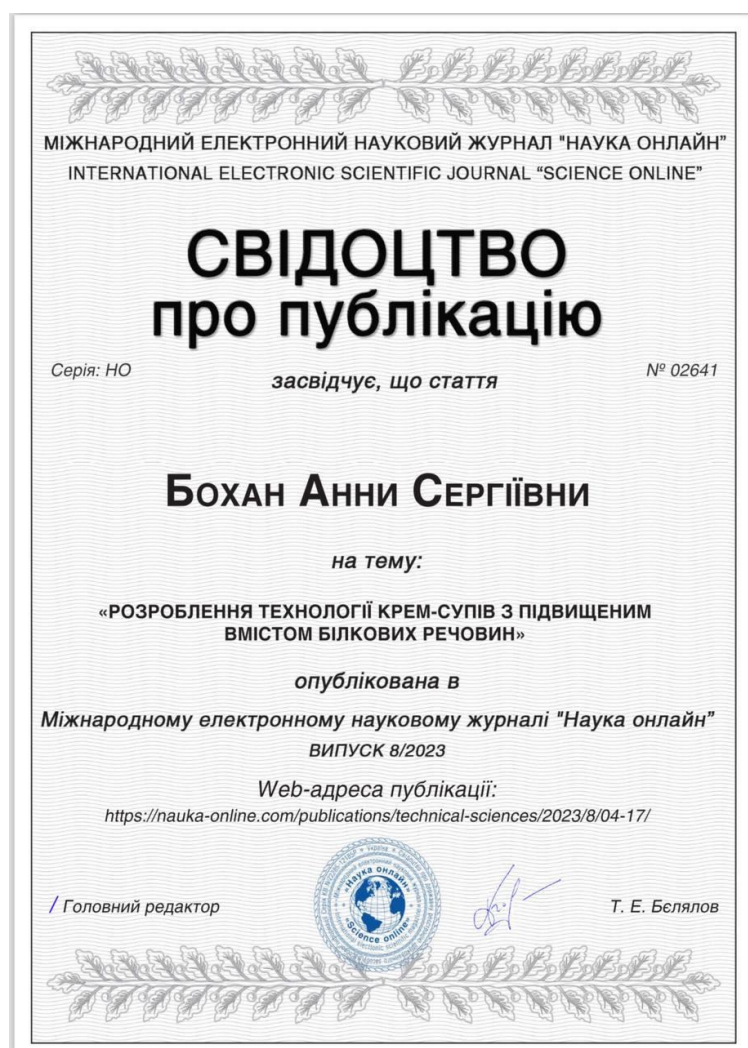 МІЖНАРОДНИЙ ЕЛЕКТРОННИЙ НАУКОВИЙ ЖУРНАЛ "НАУКА ОНЛАЙН"
INTERNATIONAL ELECTRONIC SCIENTIFIC JOURNAL “SCIENCE ONLINE”
СВІДОЦТВО
про публікацію
Серія: НО
№ 02641
засвідчує, що стаття
Бохан Анни Сергіївни
на тему:
«РОЗРОБЛЕННЯ ТЕХНОЛОГІЇ КРЕМ-СУПІВ З ПІДВИЩЕНИМ
ВМІСТОМ БІЛКОВИХ РЕЧОВИН»
опублікована в
Міжнародному електронному науковому журналі "Наука онлайн”
ВИПУСК 8/2023
Web-адреса публікації:
https://nauka-online.com/publications/technical-sciences/2023/8/04-17/
«Наука онлайн»
«Science online»
Головний редактор
Т. Е. Бєлялов